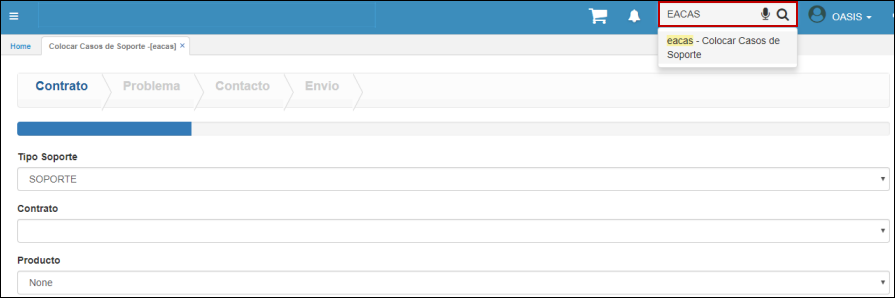 EACAS
OASIS
eacas - Colocar Casos de
Soporte
Home
Colocar Casos de Soporte -[eacas] ×
Contrato
Problema
Contacto
Envio
Tipo Soporte
SOPORTE
Contrato
Producto
None